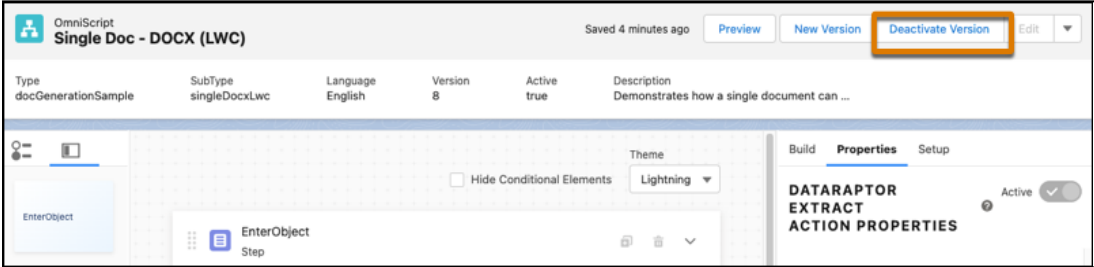 OmniScript
Single Doc - DOCX (LWC)
Saved 4 minutes ago
Preview
New Version
Deactivate Version
Edit
Type
SubType
Language
Version
Active
Description
docGenerationSample
singleDocxLwc
English
8
true
Demonstrates how a single document can ...
Theme
Hide Conditional Elements
Lightning
EnterObject
EnterObject
Step
Build
Properties
Setup
DATARAPTOR
EXTRACT
ACTION PROPERTIES
Active